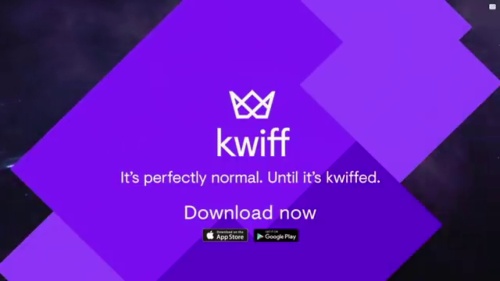 kwiff
It's perfectly normal. Until it's kwiffed.
Download now
Download on the
App Store
GET IT ON
Google Play